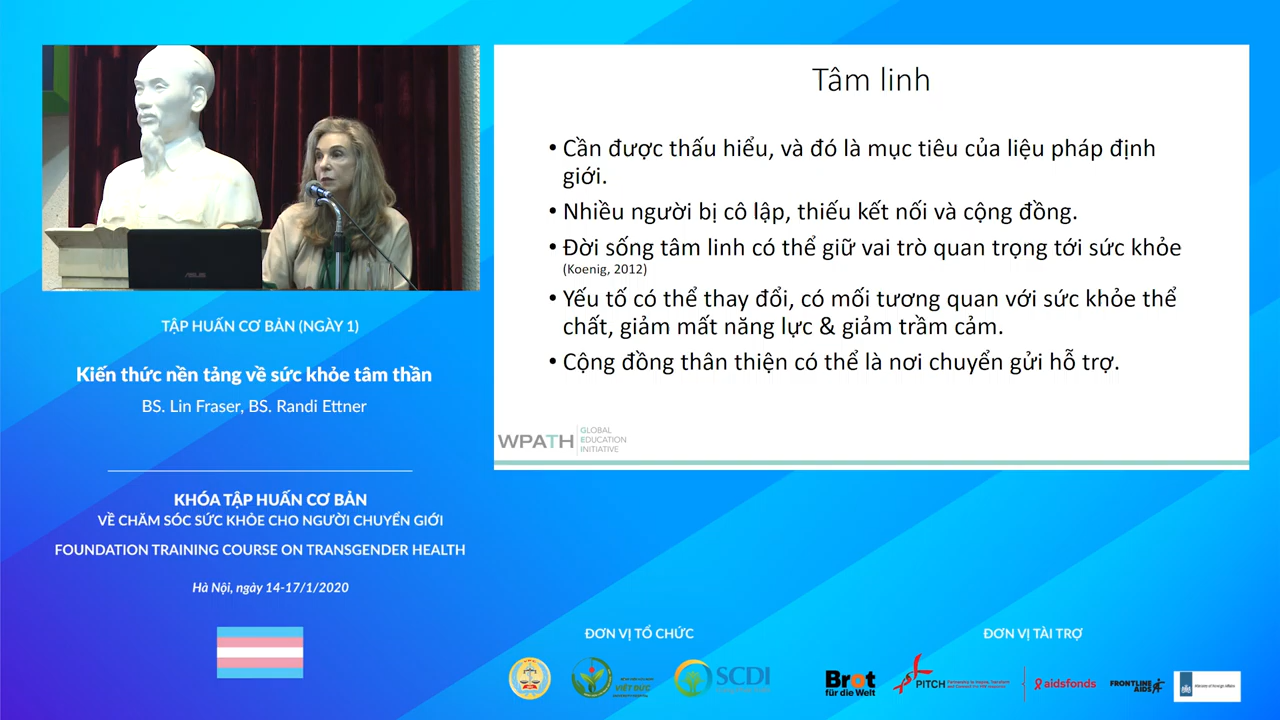 ASUS
TẬP HUẤN CƠ BẢN (NGÀY 1)
Kiến thức nền tảng về sức khỏe tâm thần
BS. Lin Fraser, BS. Randi Ettner
KHÓA TẬP HUẤN CƠ BẢN
VỀ CHĂM SÓC SỨC KHỎE CHO NGƯỜI CHUYỂN GIỚI
FOUNDATION TRAINING COURSE ON TRANSGENDER HEALTH
Hà Nội, ngày 14-17/1/2020
Tâm linh
• Cần được thấu hiểu, và đó là mục tiêu của liệu pháp định
giới.
• Nhiều người bị cô lập, thiếu kết nối và cộng đồng.
• Đời sống tâm linh có thể giữ vai trò quan trọng tới sức khỏe
(Koenig, 2012)
• Yếu tố có thể thay đổi, có mối tương quan với sức khỏe thể
chất, giảm mất năng lực & giảm trầm cảm.
• Cộng đồng thân thiện có thể là nơi chuyển gửi hỗ trợ.
WPATH
GLOBAL
EDUCATION
INITIATIVE
ĐƠN VỊ TỔ CHỨC
VIỆT ĐỨC
SCDI
ĐƠN VỊ TÀI TRỢ
Brot
für die Welt
PITCH
aidsfonds
FRONTLINE
AIDS
Ministry of Foreign Affairs